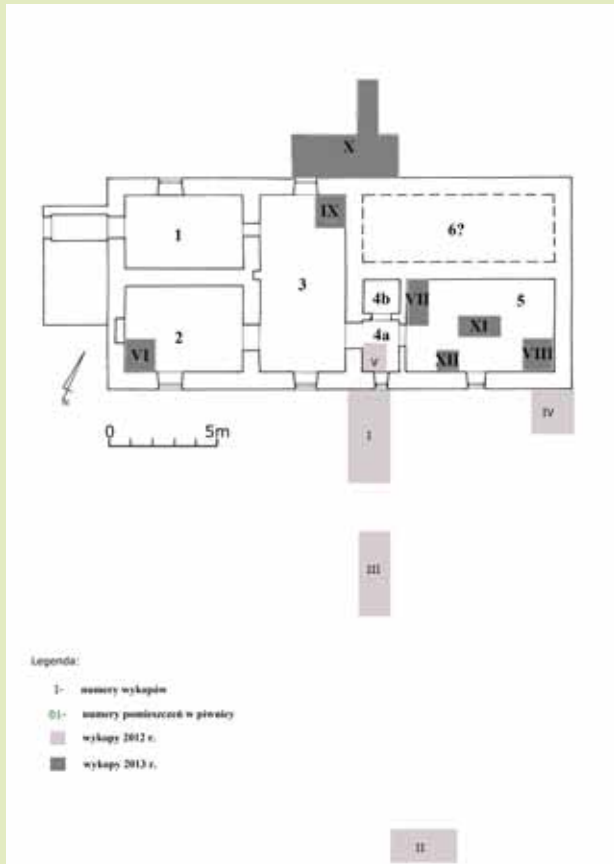 X
IX
1
6?
3
4b
VII
5
XI
2
4a
VI
V
XII
VIII
I
IV
0 5m
III
Legenda:
I- numery wykopów
01- numery pomieszczeń w piwnicy
wykopy 2012 r.
wykopy 2013 r.
II